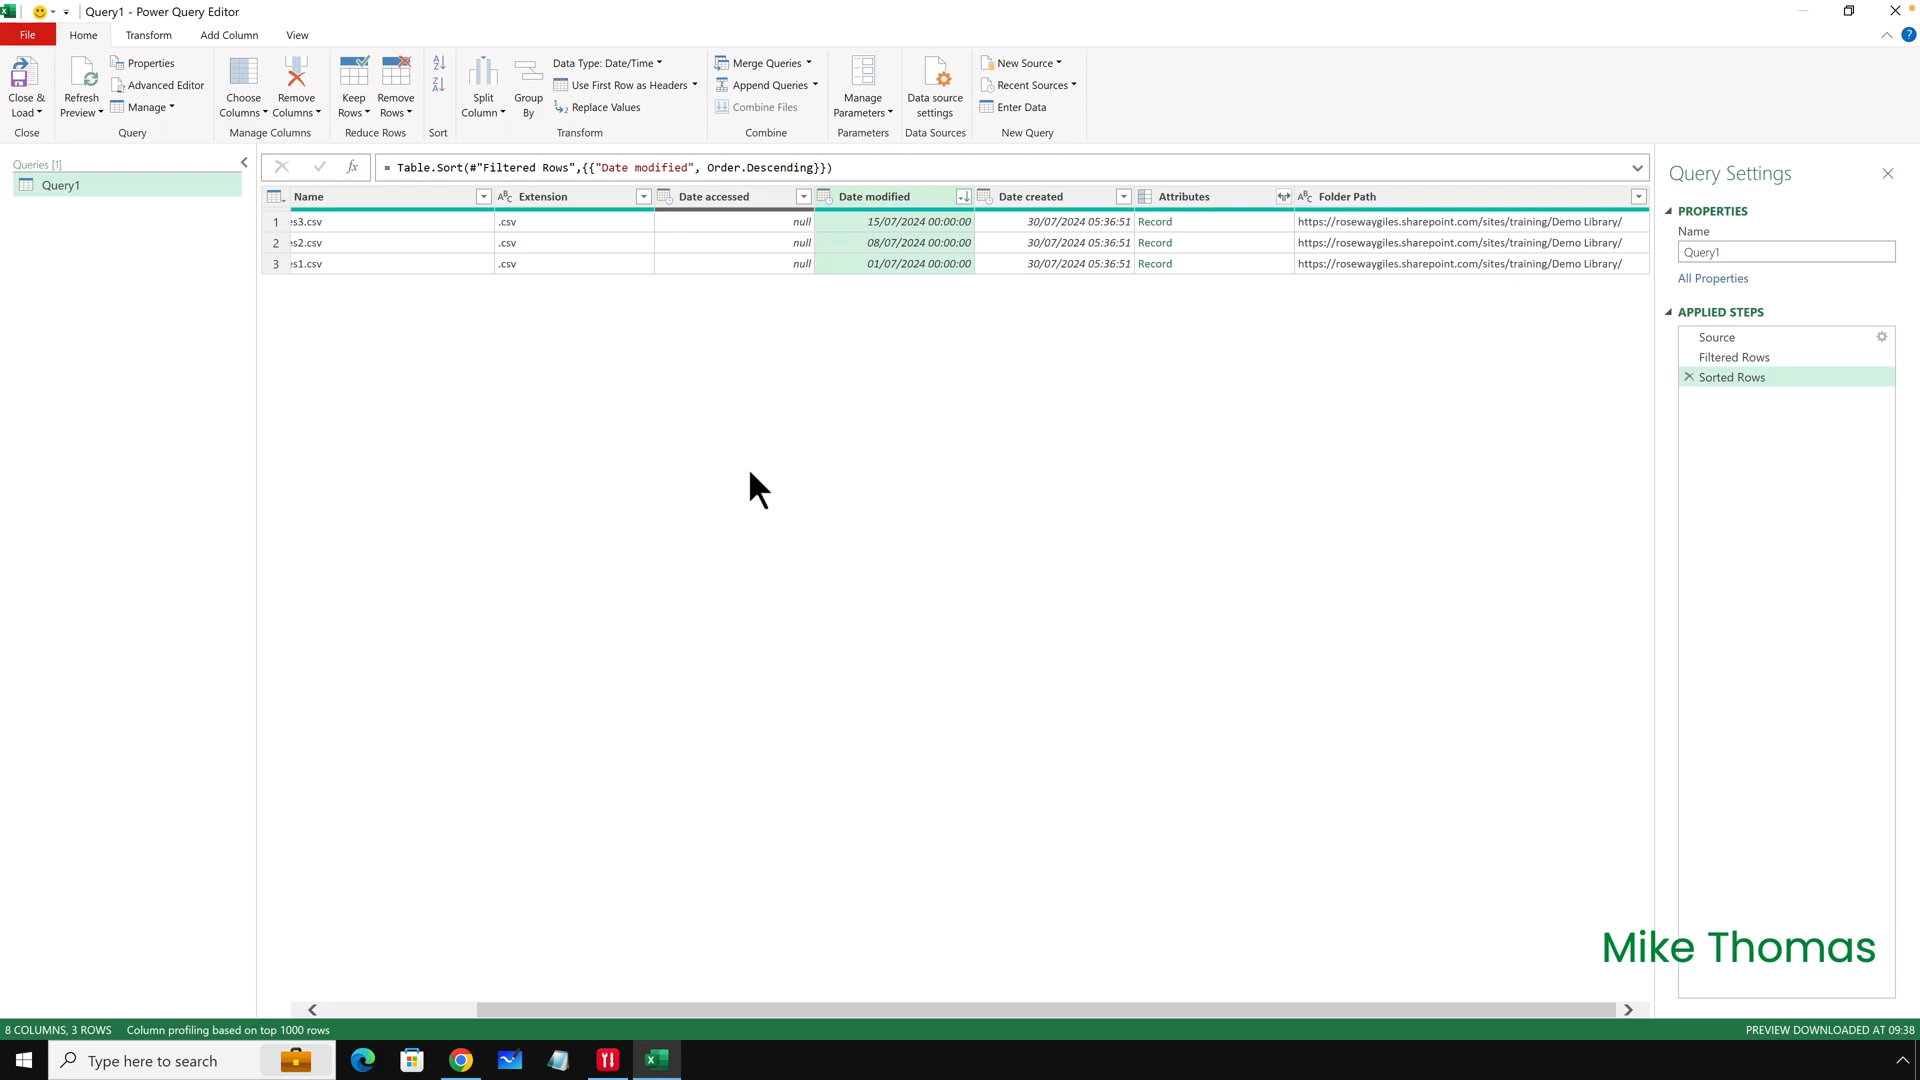 Query1 - Power Query Editor
File
Home
Transform
Add Column
View
Close &
Load
Close
Refresh
Preview
Properties
Advanced Editor
Manage
Query
Choose
Columns
Remove
Columns
Manage Columns
Keep
Rows
Remove
Rows
Reduce Rows
Sort
Split
Column
Group
By
Data Type: Date/Time
Use First Row as Headers
Replace Values
Transform
Merge Queries
Append Queries
Combine Files
Combine
Manage
Parameters
Parameters
Data source
settings
Data Sources
New Source
Recent Sources
Enter Data
New Query
Queries [1]
Query1
fx
= Table.Sort(#"Filtered Rows",{{"Date modified", Order.Descending}})
Name Extension Date accessed Date modified Date created Attributes Folder Path
1 es3.csv .csv null 15/07/2024 00:00:00 30/07/2024 05:36:51 Record https://rosewaygiles.sharepoint.com/sites/training/Demo Library/
2 es2.csv .csv null 08/07/2024 00:00:00 30/07/2024 05:36:51 Record https://rosewaygiles.sharepoint.com/sites/training/Demo Library/
3 es1.csv .csv null 01/07/2024 00:00:00 30/07/2024 05:36:51 Record https://rosewaygiles.sharepoint.com/sites/training/Demo Library/
Query Settings
PROPERTIES
Name
Query1
All Properties
APPLIED STEPS
Source
Filtered Rows
Sorted Rows
Mike Thomas
8 COLUMNS, 3 ROWS Column profiling based on top 1000 rows
PREVIEW DOWNLOADED AT 09:38
Type here to search